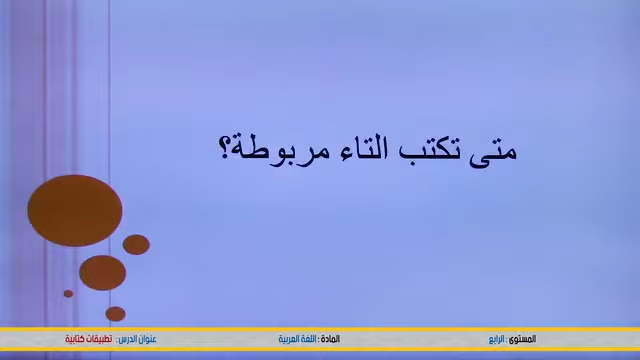 متى تكتب التاء مربوطة؟
المستوى : الرابع
المادة : اللغة العربية
عنوان الدرس : تطبيقات كتابية